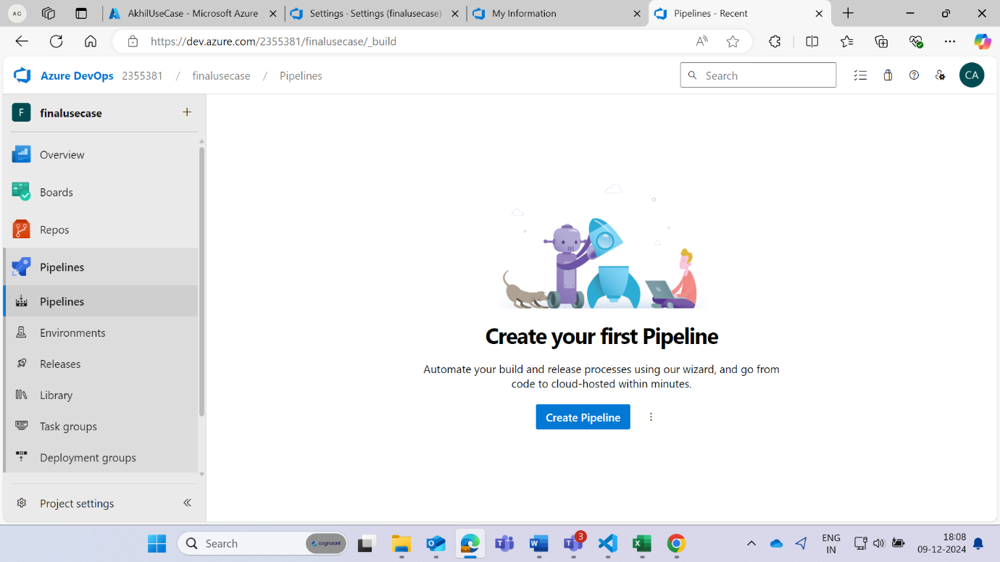 AC
AkhilUseCase - Microsoft Azure
Settings · Settings (finalusecase)
My Information
Pipelines - Recent
https://dev.azure.com/2355381/finalusecase/_build
Azure DevOps 2355381 / finalusecase / Pipelines
Search
CA
F finalusecase
Overview
Boards
Repos
Pipelines
Pipelines
Environments
Releases
Library
Task groups
Deployment groups
Project settings
Create your first Pipeline
Automate your build and release processes using our wizard, and go from
code to cloud-hosted within minutes.
Create Pipeline
Search
cognizant
3
ENG
IN
18:08
09-12-2024